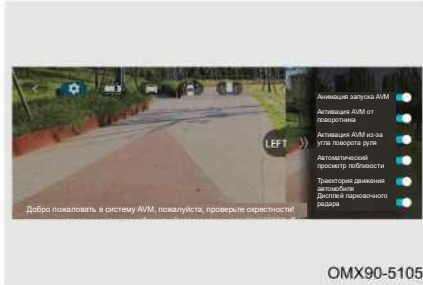 Анимация запуска AVM
Активация AVM от
поворотника
LEFT
Активация AVM из-за
угла поворота руля
Автоматический
просмотр поблизости
Траектория движения
автомобиля
Дисплей парковочного
радара
Добро пожаловать в систему AVM, пожалуйста, проверьте окрестности!
OMX90-5105